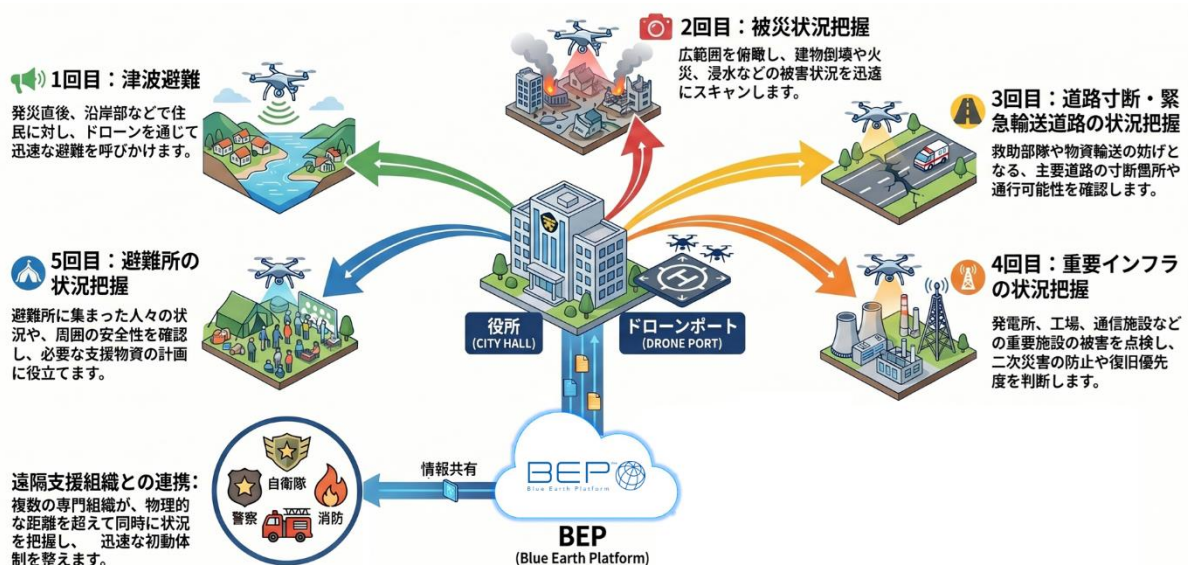 1回目：津波避難
発災直後、沿岸部などで住
民に対し、ドローンを通じて
迅速な避難を呼びかけます。
2回目：被災状況把握
広範囲を俯瞰し、建物倒壊や火
災、浸水などの被害状況を迅速
にスキャンします。
3回目：道路寸断・緊
急輸送道路の状況把握
救助部隊や物資輸送の妨げと
なる、主要道路の寸断箇所や
通行可能性を確認します。
4回目：重要インフラ
の状況把握
発電所、工場、通信施設など
の重要施設の被害を点検し、
二次災害の防止や復旧優先
度を判断します。
5回目：避難所の
状況把握
避難所に集まった人々の状
況や、周囲の安全性を確認
し、必要な支援物資の計画
に役立てます。
役所
(CITY HALL)
ドローンポート
(DRONE PORT)
H
遠隔支援組織との連携：
複数の専門組織が、物理的
な距離を超えて同時に状況
を把握し、 迅速な初動体
制を整えます。
自衛隊
警察
消防
情報共有
BEP
Blue Earth Platform
BEP
(Blue Earth Platform)